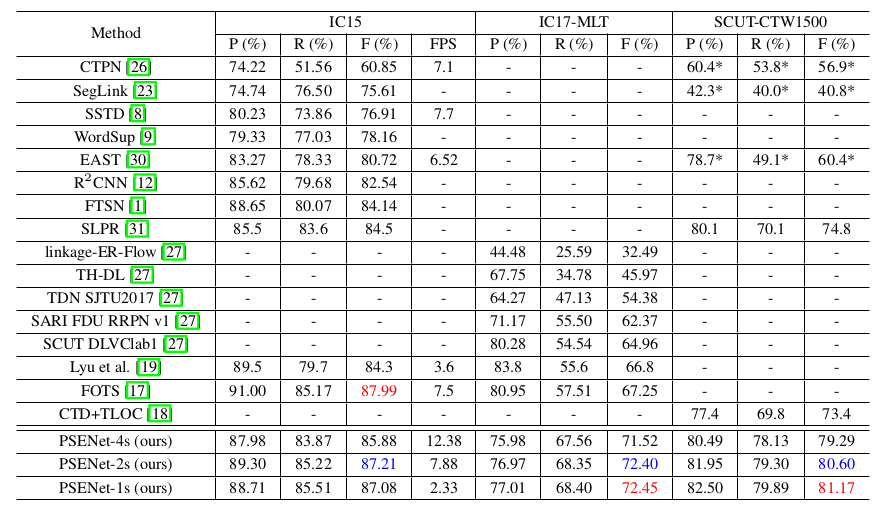 Method IC15 IC17-MLT SCUT-CTW1500
P (%) R (%) F (%) FPS P (%) R (%) F (%) P (%) R (%) F (%)
CTPN [26] 74.22 51.56 60.85 7.1 - - - 60.4* 53.8* 56.9*
SegLink [23] 74.74 76.50 75.61 - - - - 42.3* 40.0* 40.8*
SSTD [8] 80.23 73.86 76.91 7.7 - - - - - -
WordSup [9] 79.33 77.03 78.16 - - - - - - -
EAST [30] 83.27 78.33 80.72 6.52 - - - 78.7* 49.1* 60.4*
R²CNN [12] 85.62 79.68 82.54 - - - - - - -
FTSN [1] 88.65 80.07 84.14 - - - - - - -
SLPR [31] 85.5 83.6 84.5 - - - - 80.1 70.1 74.8
linkage-ER-Flow [27] - - - - 44.48 25.59 32.49 - - -
TH-DL [27] - - - - 67.75 34.78 45.97 - - -
TDN SJTU2017 [27] - - - - 64.27 47.13 54.38 - - -
SARI FDU RRPN v1 [27] - - - - 71.17 55.50 62.37 - - -
SCUT DLVClab1 [27] - - - - 80.28 54.54 64.96 - - -
Lyu et al. [19] 89.5 79.7 84.3 3.6 83.8 55.6 66.8 - - -
FOTS [17] 91.00 85.17 87.99 7.5 80.95 57.51 67.25 - - -
CTD+TLOC [18] - - - - - - - 77.4 69.8 73.4
PSENet-4s (ours) 87.98 83.87 85.88 12.38 75.98 67.56 71.52 80.49 78.13 79.29
PSENet-2s (ours) 89.30 85.22 87.21 7.88 76.97 68.35 72.40 81.95 79.30 80.60
PSENet-1s (ours) 88.71 85.51 87.08 2.33 77.01 68.40 72.45 82.50 79.89 81.17